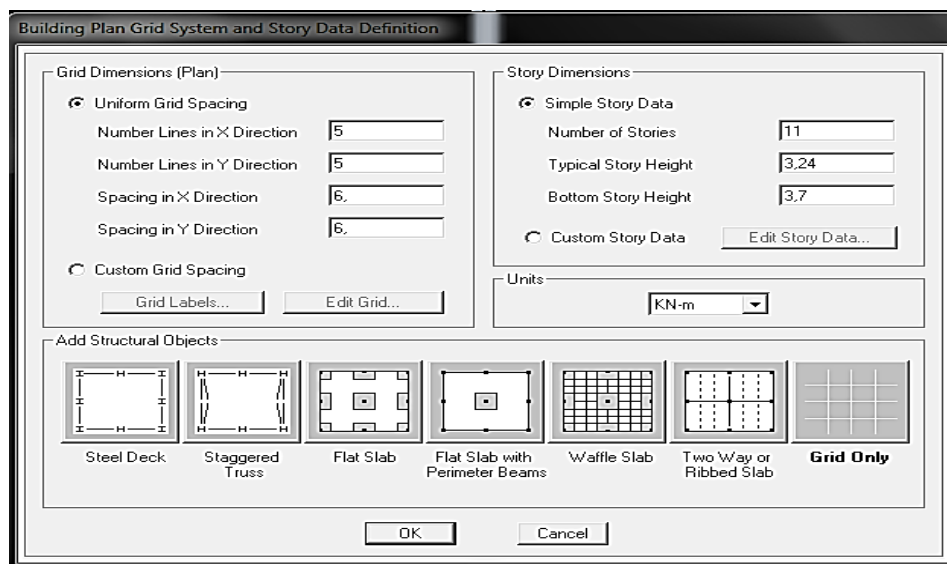 Building Plan Grid System and Story Data Definition
Grid Dimensions (Plan)
Uniform Grid Spacing
Number Lines in X Direction 5
Number Lines in Y Direction 5
Spacing in X Direction 6,
Spacing in Y Direction 6,
Custom Grid Spacing
Grid Labels... Edit Grid...
Story Dimensions
Simple Story Data
Number of Stories 11
Typical Story Height 3,24
Bottom Story Height 3,7
Custom Story Data Edit Story Data...
Units
KN-m
Add Structural Objects
Steel Deck
Staggered
Truss
Flat Slab
Flat Slab with
Perimeter Beams
Waffle Slab
Two Way or
Ribbed Slab
Grid Only
OK Cancel